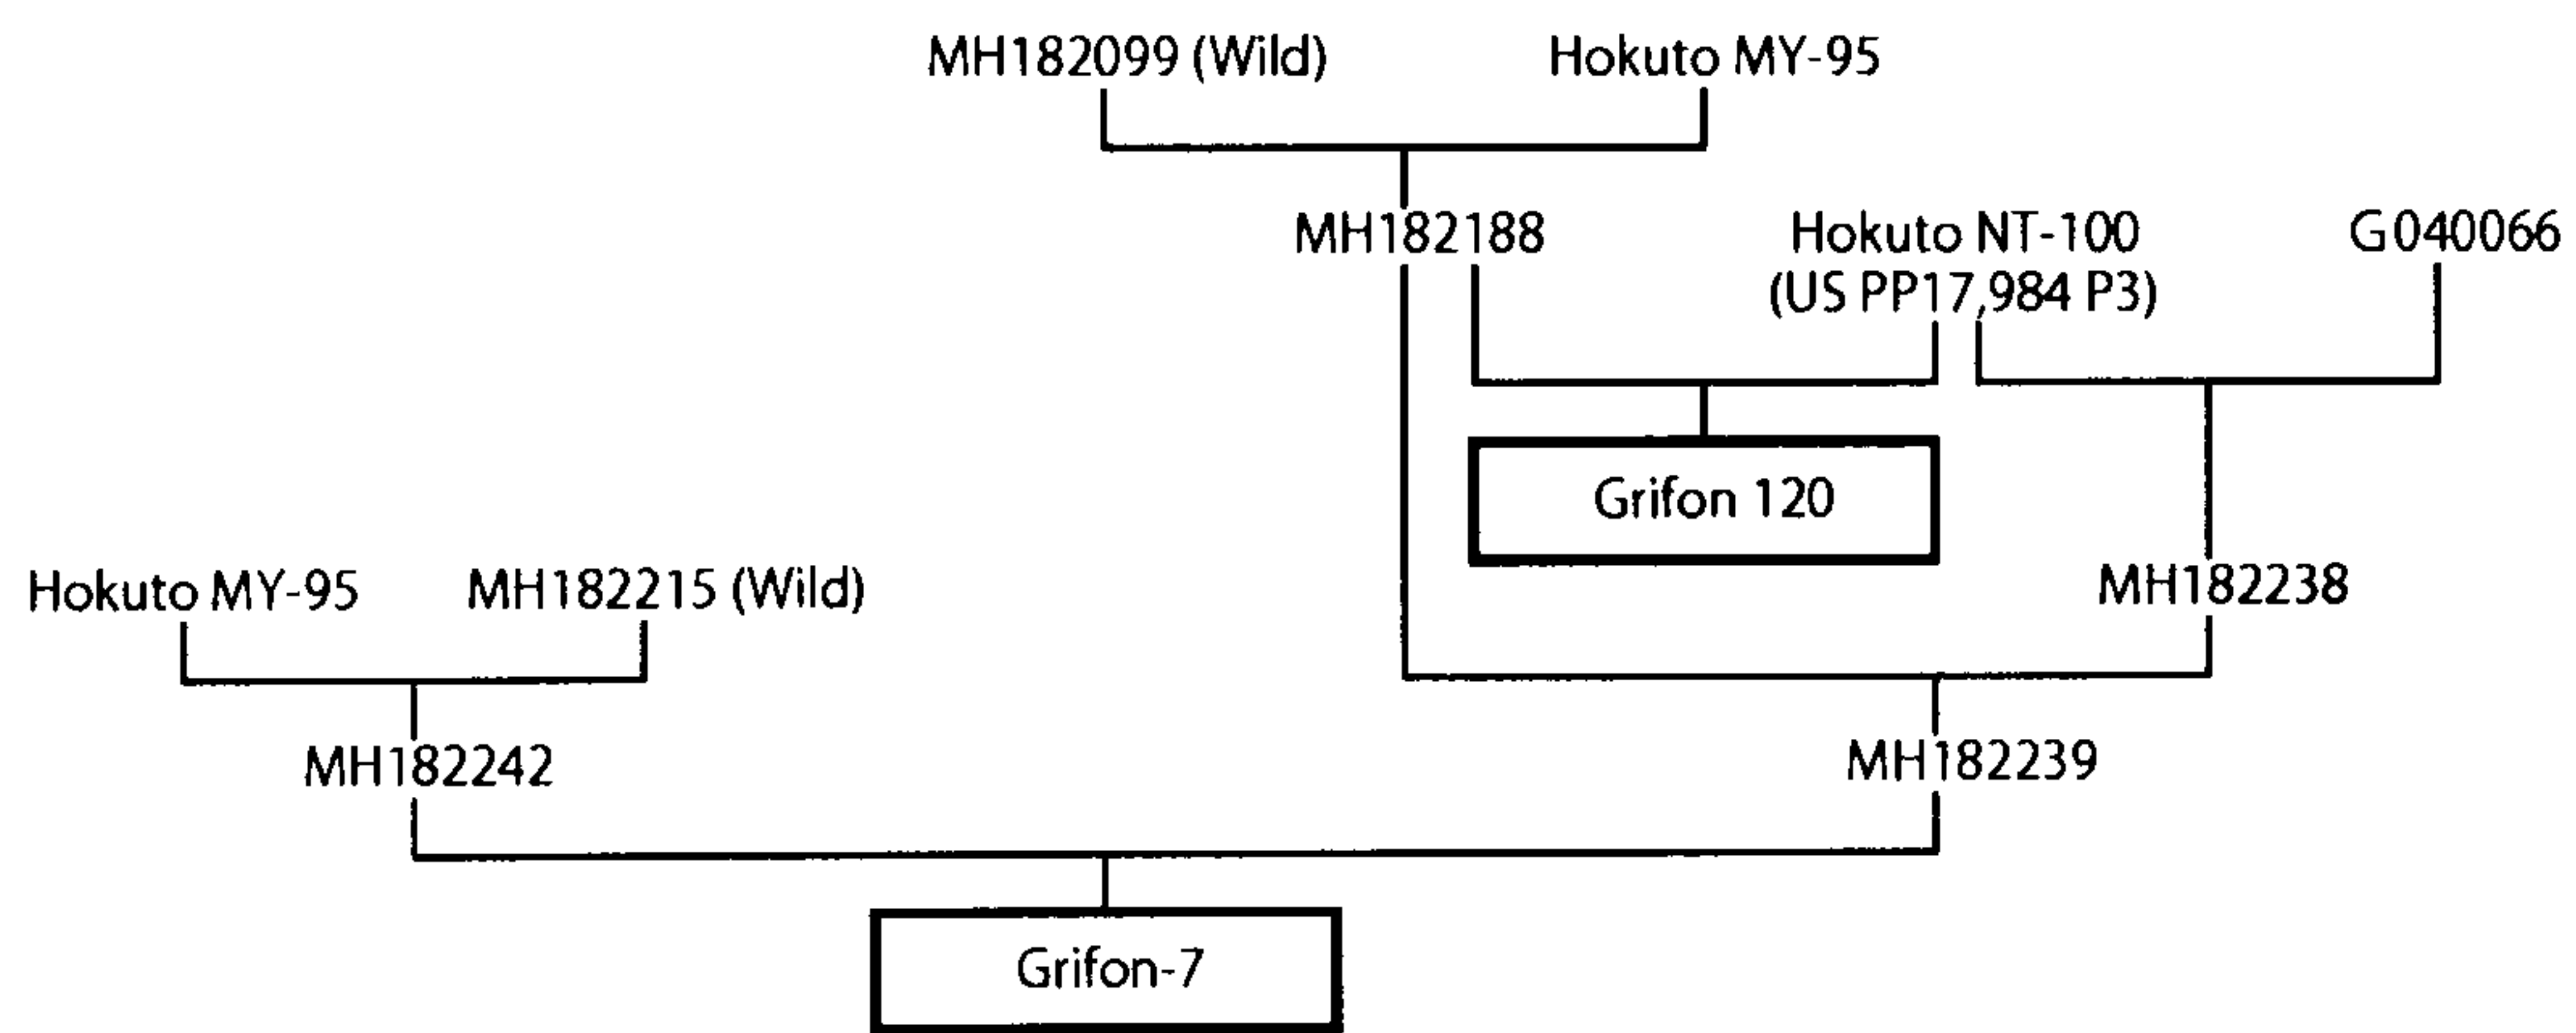 MH182099 (Wild)
Hokuto MY-95
MH182188
Hokuto NT-100
(US PP17,984 P3)
G040066
Grifon 120
Hokuto MY-95
MH182215 (Wild)
MH182238
MH182242
MH182239
Grifon-7